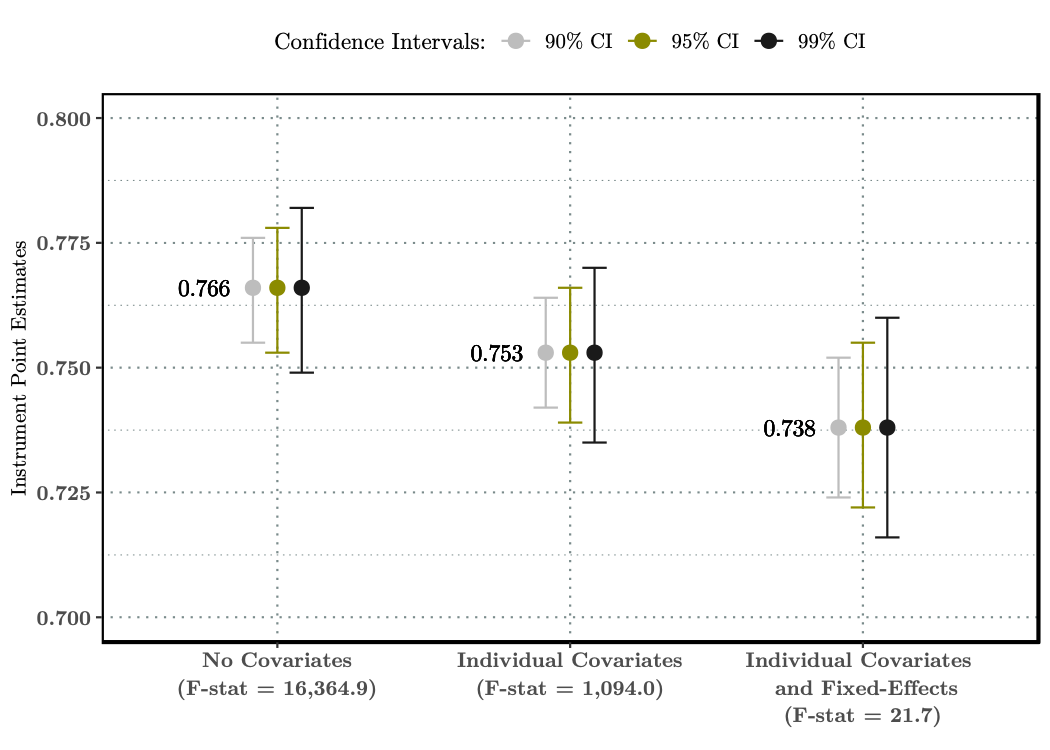 Confidence Intervals: 90% CI 95% CI 99% CI
Instrument Point Estimates
0.800
0.775
0.750
0.725
0.700
0.766
0.753
0.738
No Covariates
(F-stat = 16,364.9)
Individual Covariates
(F-stat = 1,094.0)
Individual Covariates
and Fixed-Effects
(F-stat = 21.7)